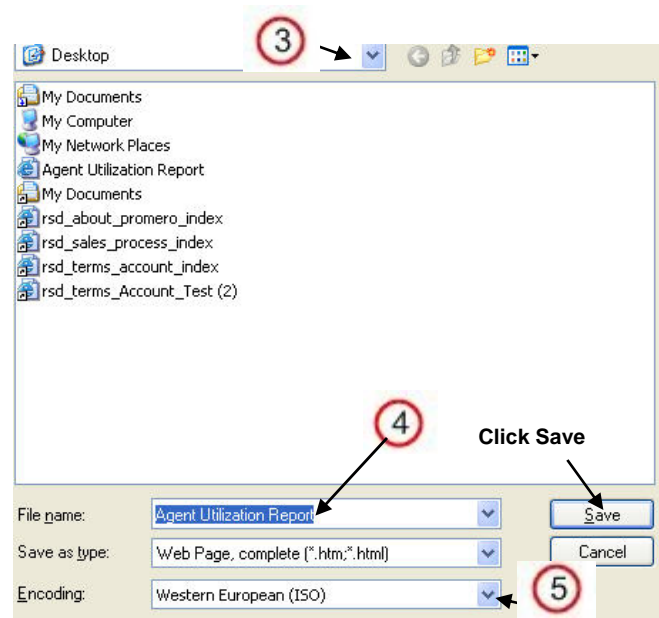 3
Desktop
My Documents
My Computer
My Network Places
Agent Utilization Report
My Documents
rsd_about_promero_index
rsd_sales_process_index
rsd_terms_account_index
rsd_terms_Account_Test (2)
4
Click Save
File name: Agent Utilization Report Save
Save as type: Web Page, complete (*.htm;*.html) Cancel
Encoding: Western European (ISO) 5